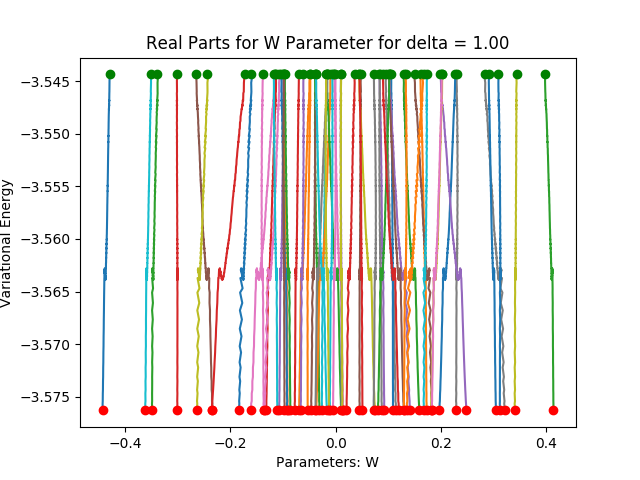 Real Parts for W Parameter for delta = 1.00
Variational Energy
−3.545
−3.550
−3.555
−3.560
−3.565
−3.570
−3.575
−0.4 −0.2 0.0 0.2 0.4
Parameters: W